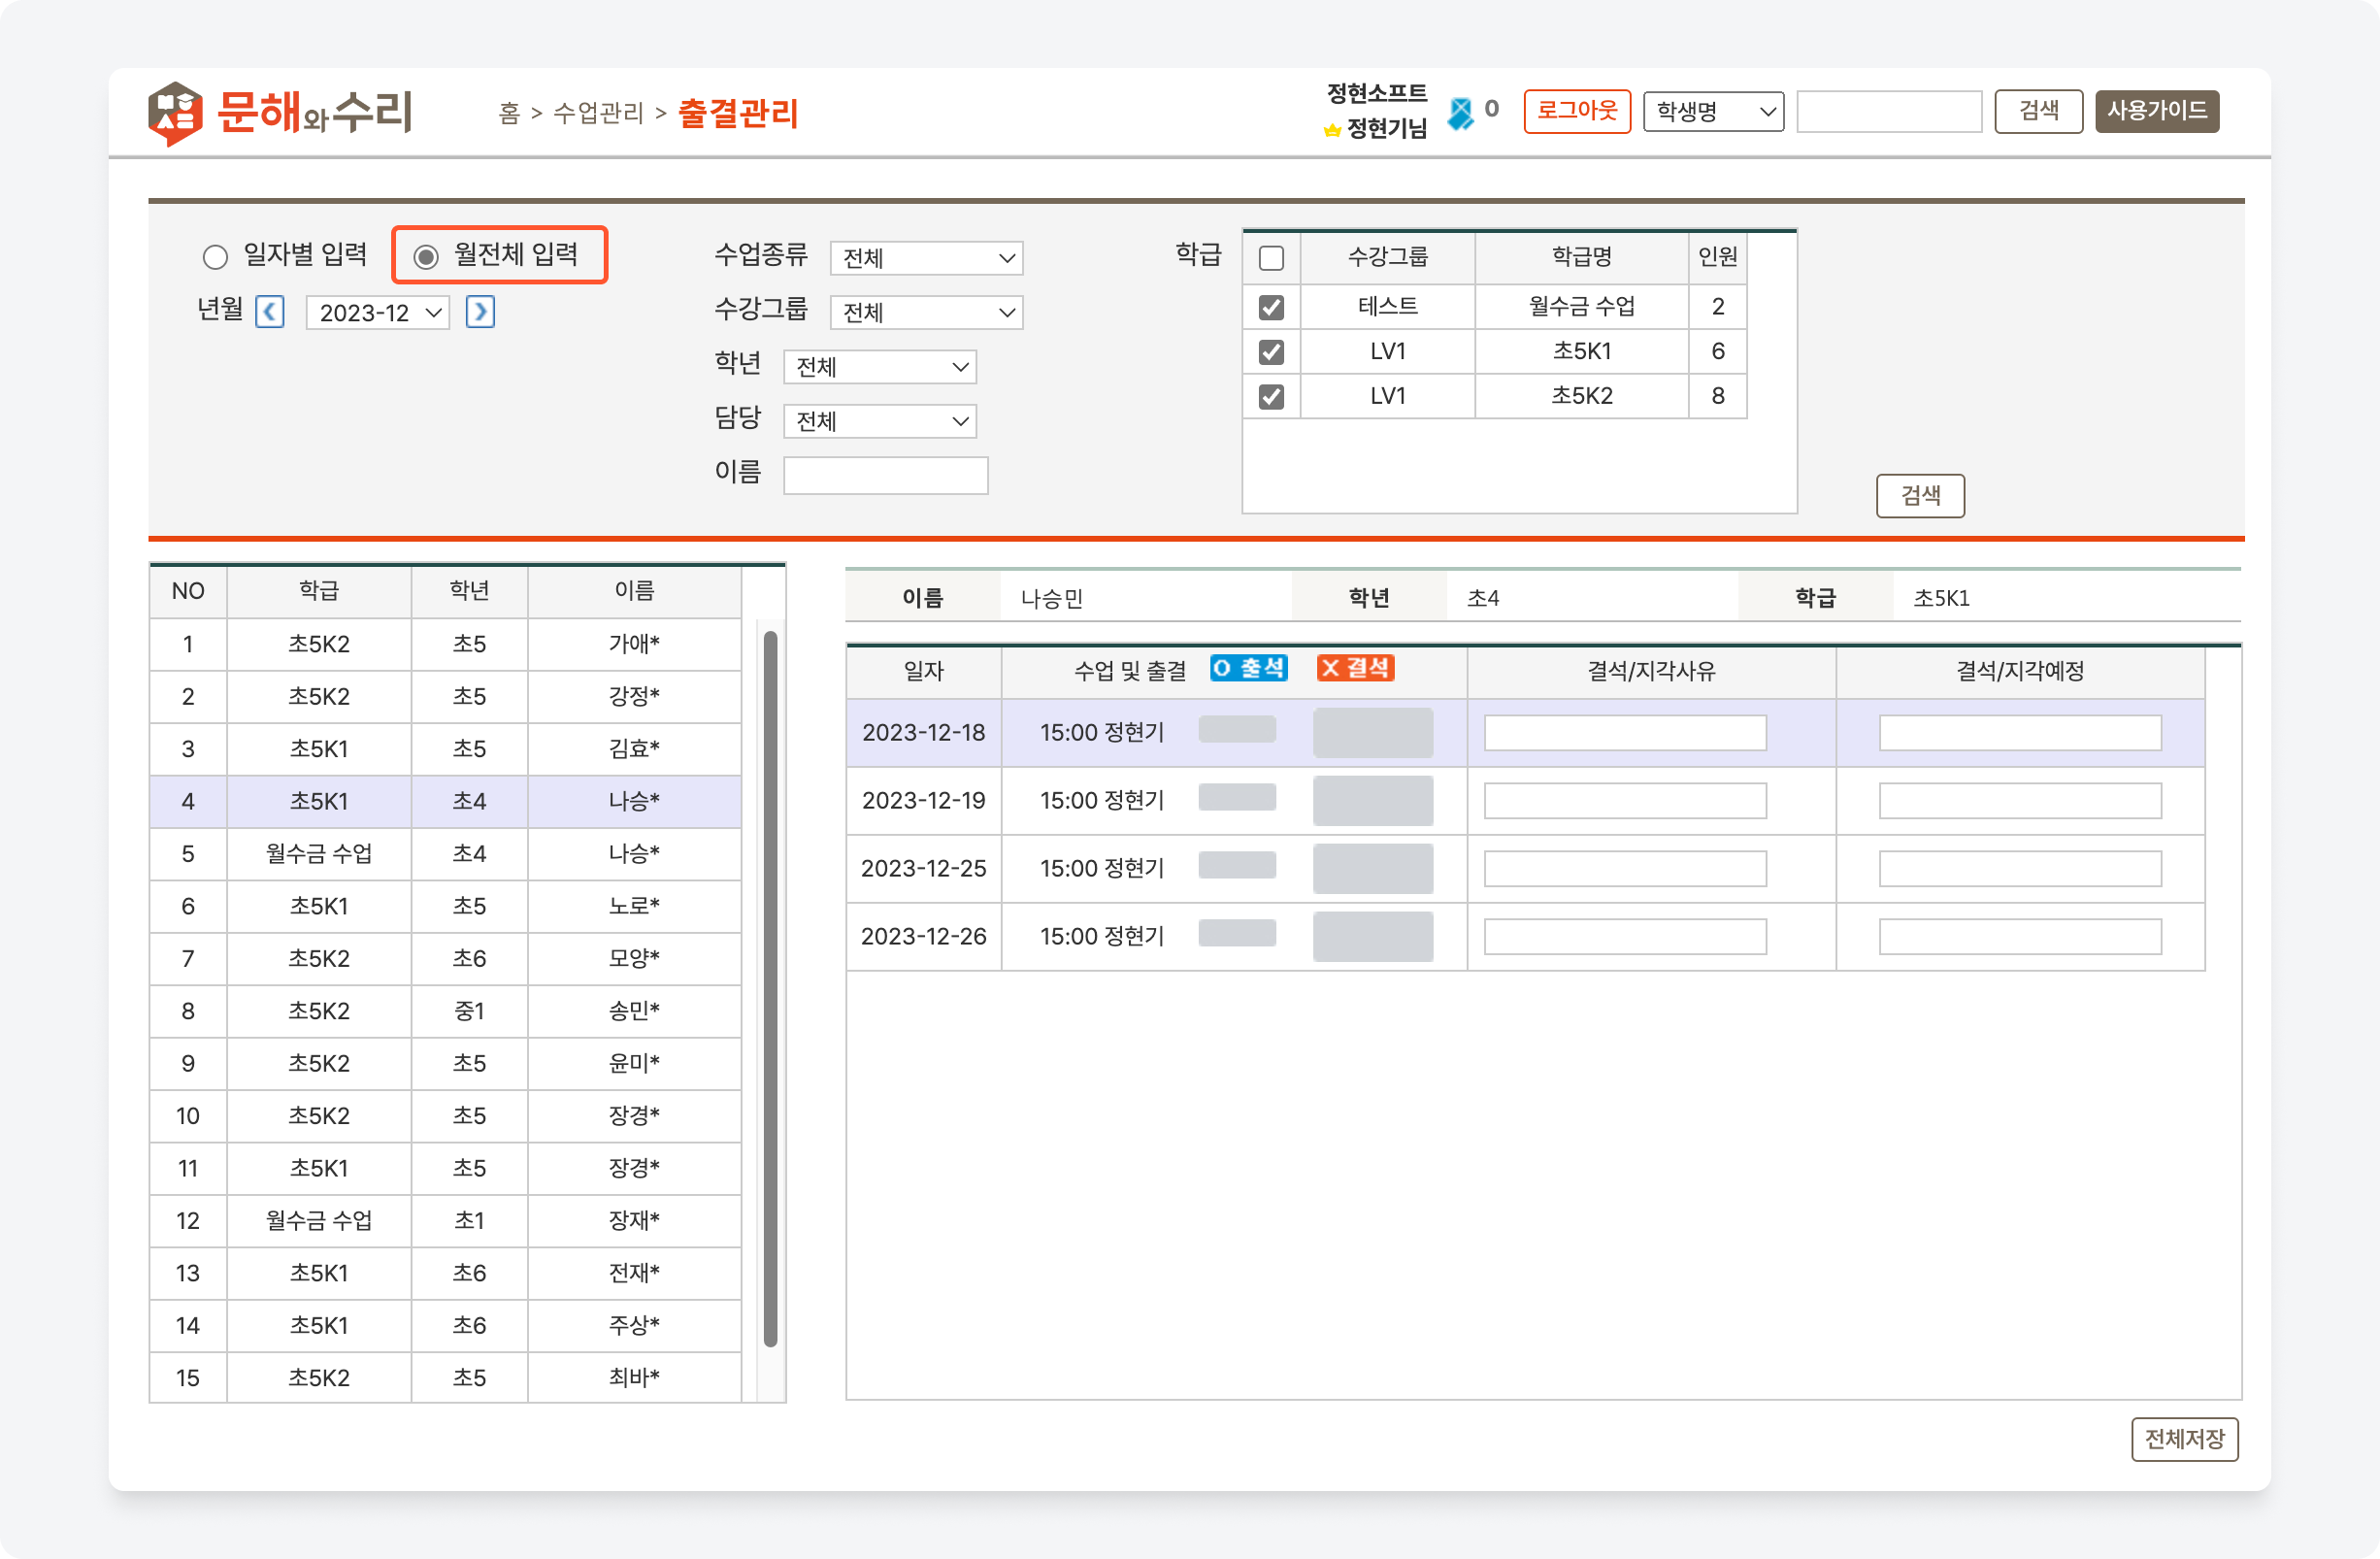 문해와수리
홈 > 수업관리 > 출결관리
정현소프트
정현기님
0
로그아웃
학생명
검색
사용가이드
일자별 입력
월전체 입력
년월
2023-12
수업종류 전체
수강그룹 전체
학년 전체
담당 전체
이름
학급
수강그룹 학급명 인원
테스트 월수금 수업 2
LV1 초5K1 6
LV1 초5K2 8
검색
NO 학급 학년 이름
1 초5K2 초5 가애*
2 초5K2 초5 강정*
3 초5K1 초5 김효*
4 초5K1 초4 나승*
5 월수금 수업 초4 나승*
6 초5K1 초5 노로*
7 초5K2 초6 모양*
8 초5K2 중1 송민*
9 초5K2 초5 윤미*
10 초5K2 초5 장경*
11 초5K1 초5 장경*
12 월수금 수업 초1 장재*
13 초5K1 초6 전재*
14 초5K1 초6 주상*
15 초5K2 초5 최바*
이름 나승민 학년 초4 학급 초5K1
일자 수업 및 출결 O 출석 X 결석 결석/지각사유 결석/지각예정
2023-12-18 15:00 정현기
2023-12-19 15:00 정현기
2023-12-25 15:00 정현기
2023-12-26 15:00 정현기
전체저장